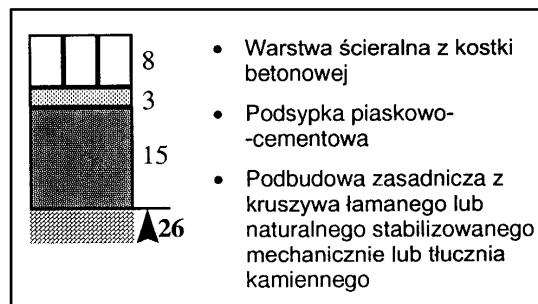 8
3
15
26
• Warstwa ścieralna z kostki
betonowej
• Podsypka piaskowo-
-cementowa
• Podbudowa zasadnicza z
kruszywa łamanego lub
naturalnego stabilizowanego
mechanicznie lub tłucznia
kamiennego